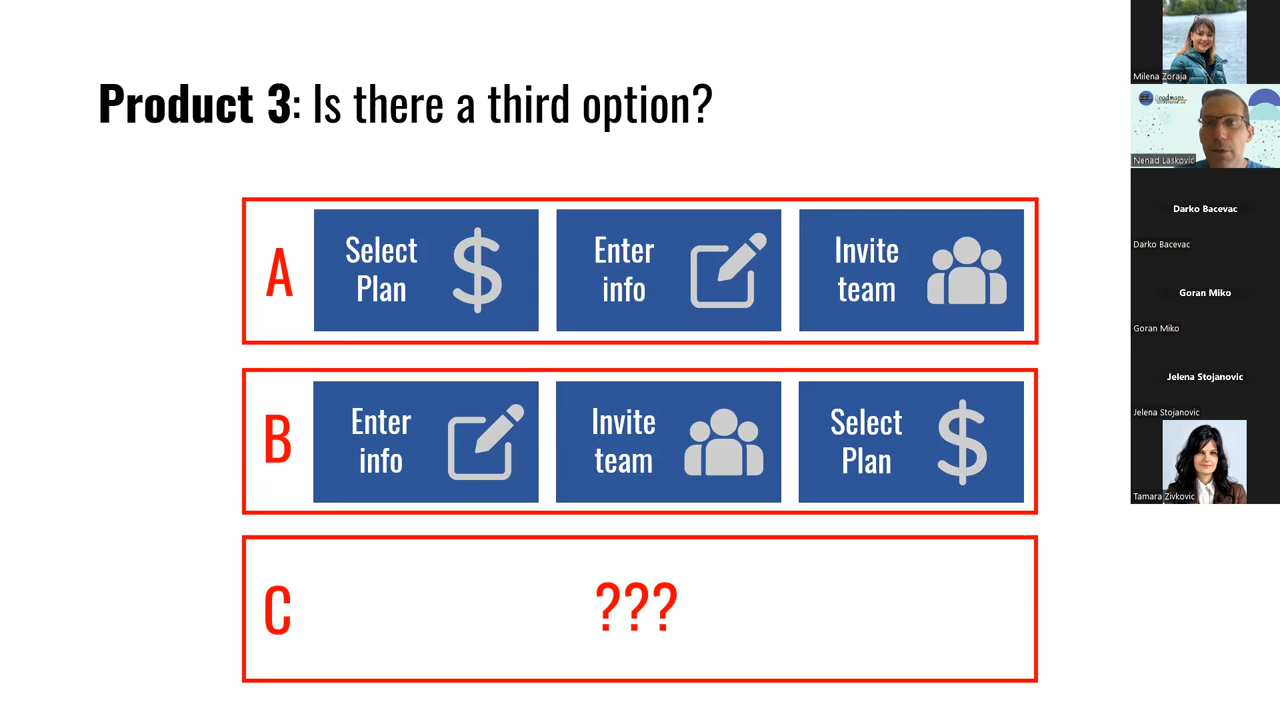 Product 3: Is there a third option?
A
Select
Plan
$
Enter
info
Invite
team
B
Enter
info
Invite
team
Select
Plan
$
C
???
Milena Zoraja
Nenad Laskovic
Darko Bacevac
Darko Bacevac
Goran Miko
Goran Miko
Jelena Stojanovic
Jelena Stojanovic
Tamara Zivkovic